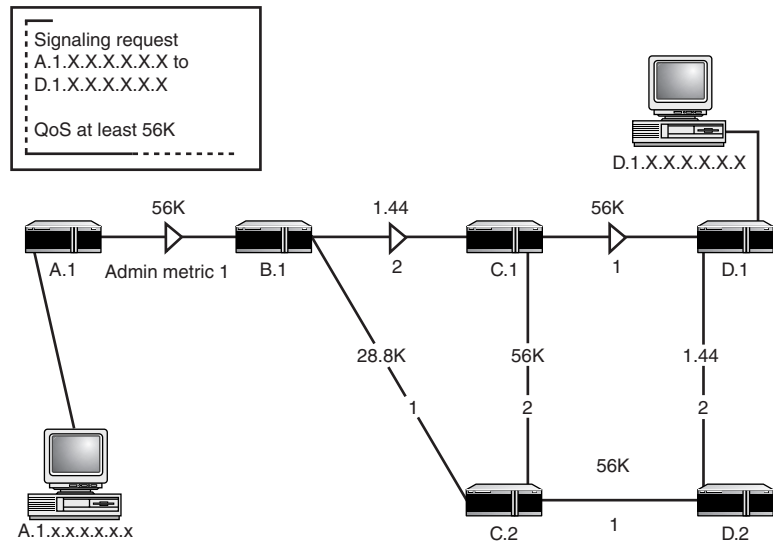 Signaling request
A.1.X.X.X.X.X.X to
D.1.X.X.X.X.X.X
QoS at least 56K
D.1.X.X.X.X.X.X
56K
1.44
56K
A.1
Admin metric 1
B.1
2
C.1
1
D.1
28.8K
56K
1.44
1
2
2
56K
A.1.x.x.x.x.x.x
C.2
1
D.2